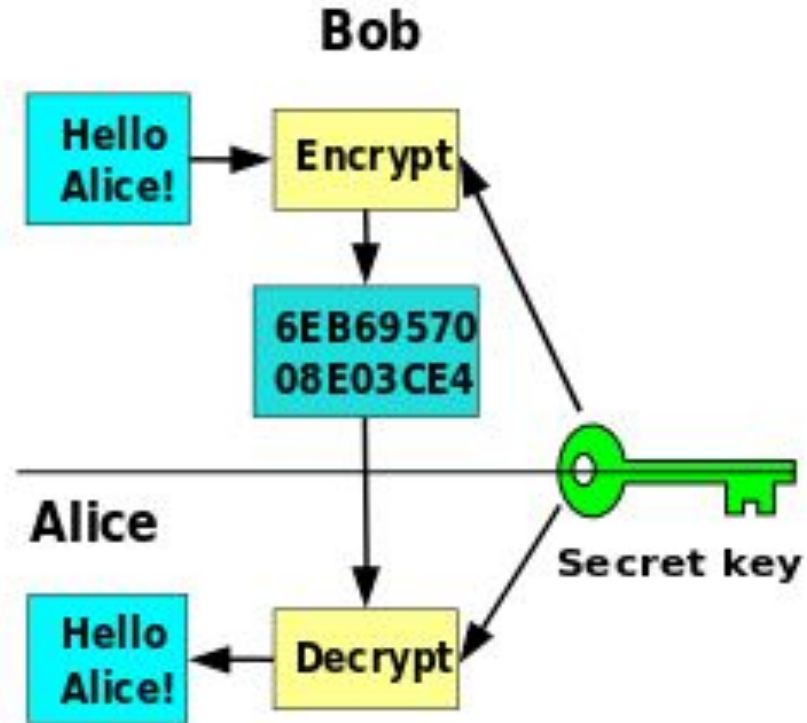 Bob
Hello
Alice!
Encrypt
6EB69570
08E03CE4
Alice
Secret key
Hello
Alice!
Decrypt